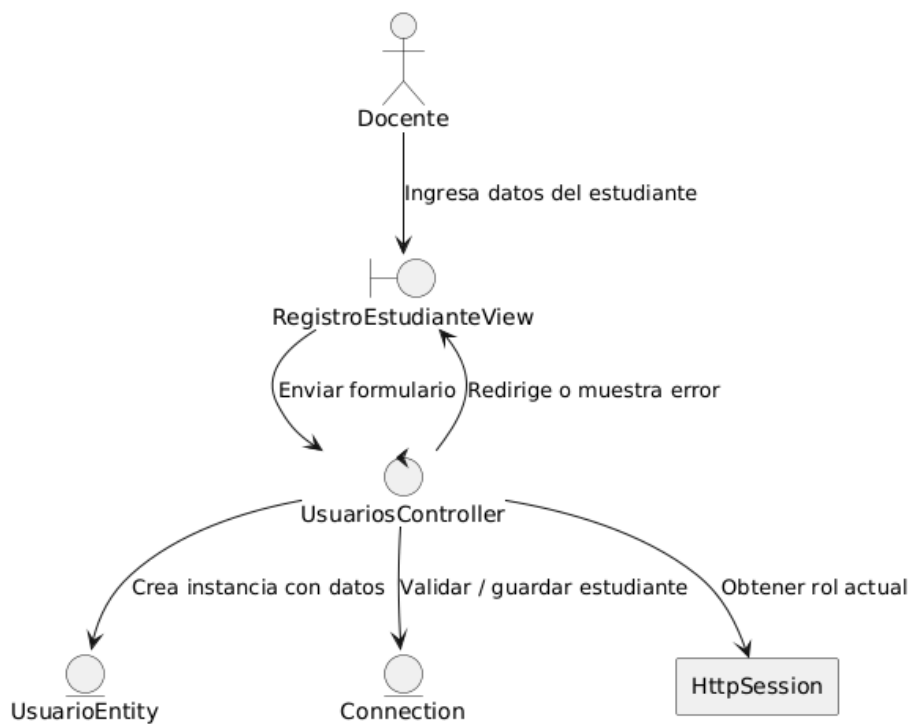 Docente
Ingresa datos del estudiante
RegistroEstudianteView
Enviar formulario
Redirige o muestra error
UsuariosController
Crea instancia con datos
Validar / guardar estudiante
Obtener rol actual
UsuarioEntity
Connection
HttpSession